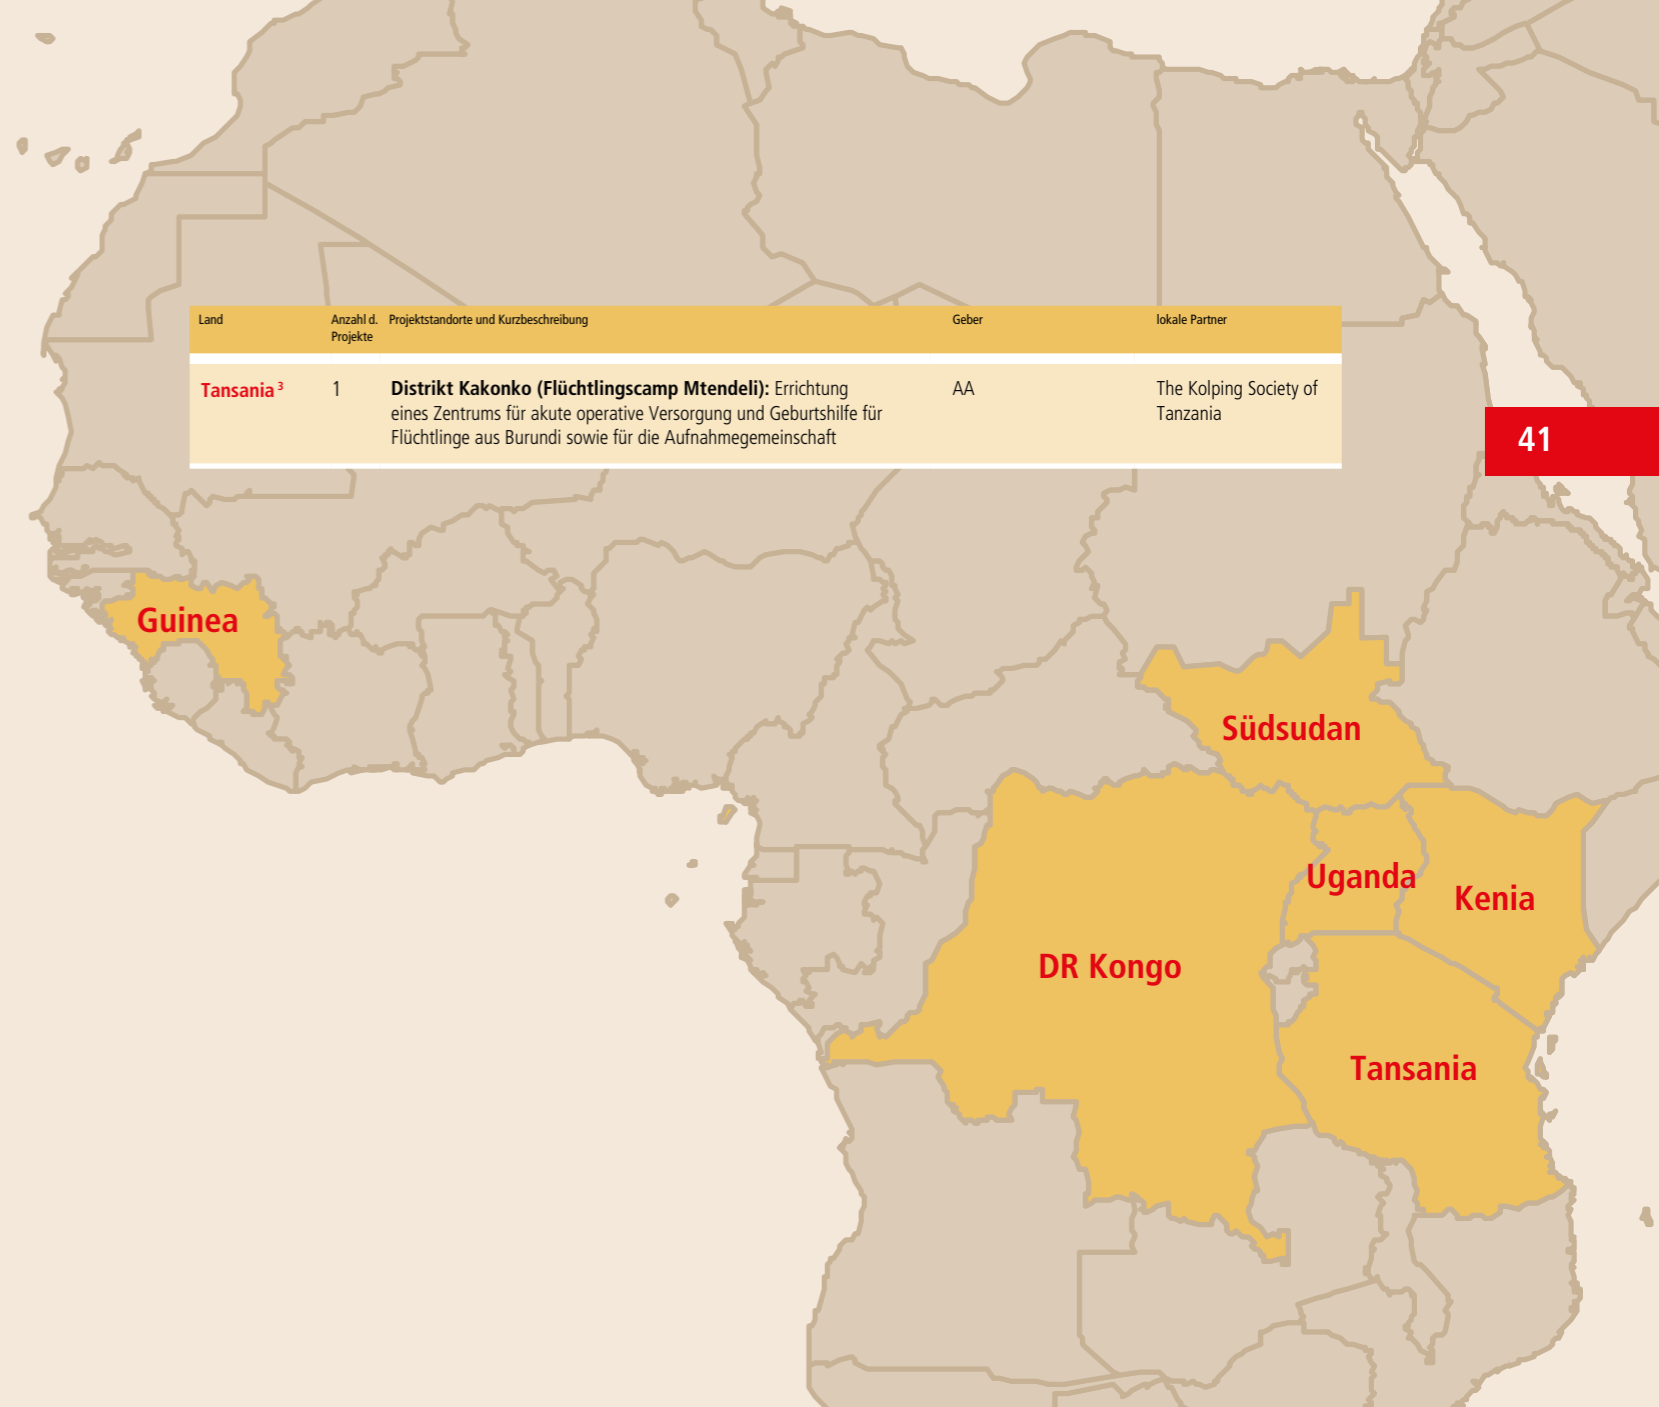 Land Anzahl d. Projektstandorte und Kurzbeschreibung Geber lokale Partner
Projekte
Tansania ³ 1 Distrikt Kakonko (Flüchtlingscamp Mtendeli): Errichtung AA The Kolping Society of
eines Zentrums für akute operative Versorgung und Geburtshilfe für Tanzania
Flüchtlinge aus Burundi sowie für die Aufnahmegemeinschaft
41
Guinea
Südsudan
Uganda
Kenia
DR Kongo
Tansania